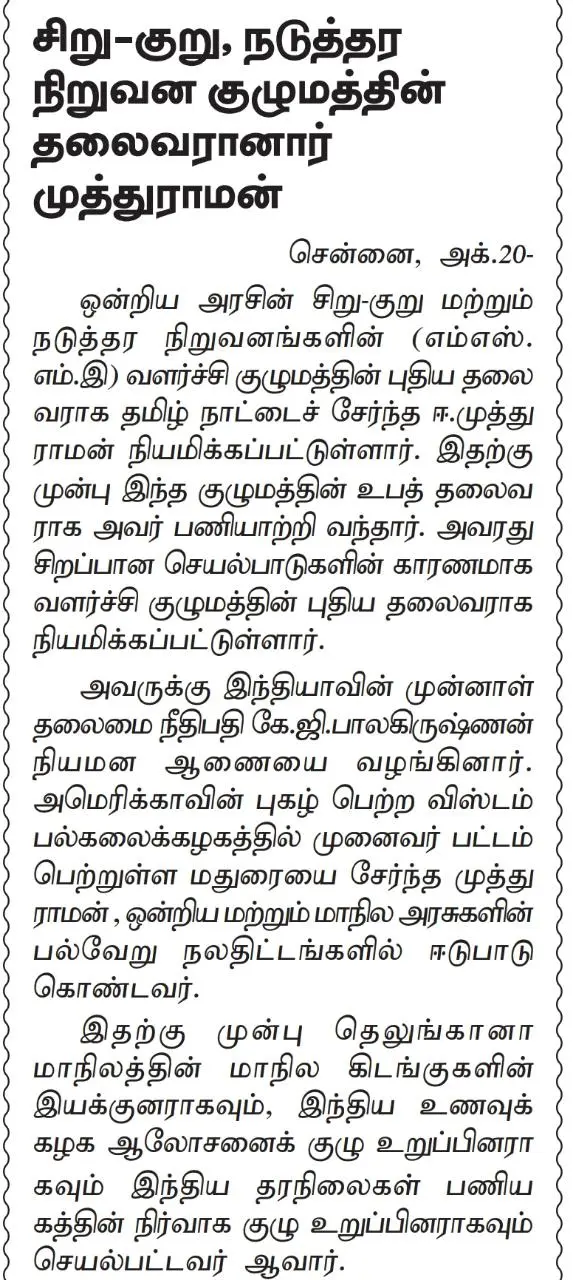 சிறு-குறு, நடுத்தர
நிறுவன குழுமத்தின்
தலைவரானார்
முத்துராமன்
சென்னை, அக்.20-
ஒன்றிய அரசின் சிறு-குறு மற்றும்
நடுத்தர நிறுவனங்களின் (எம்எஸ்.
எம்.இ) வளர்ச்சி குழுமத்தின் புதிய தலை
வராக தமிழ் நாட்டைச் சேர்ந்த ஈ.முத்து
ராமன் நியமிக்கப்பட்டுள்ளார். இதற்கு
முன்பு இந்த குழுமத்தின் உபத் தலைவ
ராக அவர் பணியாற்றி வந்தார். அவரது
சிறப்பான செயல்பாடுகளின் காரணமாக
வளர்ச்சி குழுமத்தின் புதிய தலைவராக
நியமிக்கப்பட்டுள்ளார்.
அவருக்கு இந்தியாவின் முன்னாள்
தலைமை நீதிபதி கே.ஜி.பாலகிருஷ்ணன்
நியமன ஆணையை வழங்கினார்.
அமெரிக்காவின் புகழ் பெற்ற விஸ்டம்
பல்கலைக்கழகத்தில் முனைவர் பட்டம்
பெற்றுள்ள மதுரையை சேர்ந்த முத்து
ராமன் , ஒன்றிய மற்றும் மாநில அரசுகளின்
பல்வேறு நலதிட்டங்களில் ஈடுபாடு
கொண்டவர்.
இதற்கு முன்பு தெலுங்கானா
மாநிலத்தின் மாநில கிடங்குகளின்
இயக்குனராகவும், இந்திய உணவுக்
கழக ஆலோசனைக் குழு உறுப்பினரா
கவும் இந்திய தரநிலைகள் பணிய
கத்தின் நிர்வாக குழு உறுப்பினராகவும்
செயல்பட்டவர் ஆவார்.